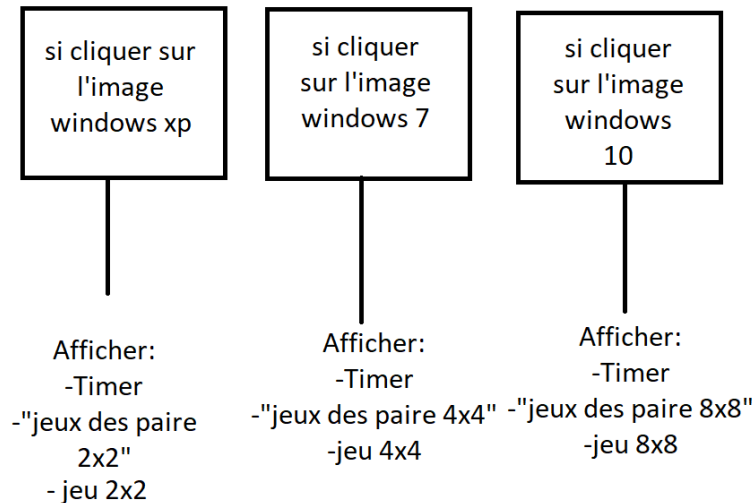 si cliquer sur
l'image
windows xp
si cliquer
sur l'image
windows 7
si cliquer
sur l'image
windows
10
Afficher:
-Timer
-"jeux des paire
2x2"
- jeu 2x2
Afficher:
-Timer
-"jeux des paire 4x4"
-jeu 4x4
Afficher:
-Timer
-"jeux des paire 8x8"
-jeu 8x8